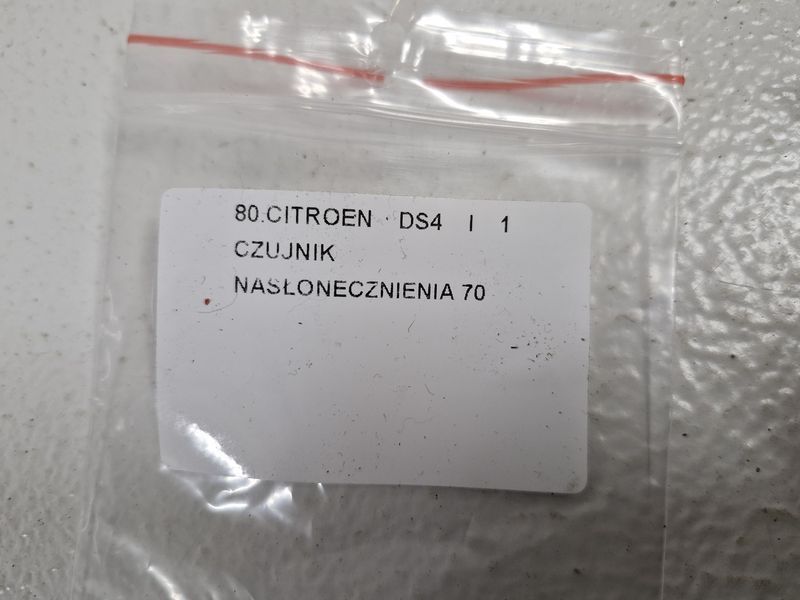 80.CITROEN DS4 I 1
CZUJNIK
NASŁONECZNIENIA 70